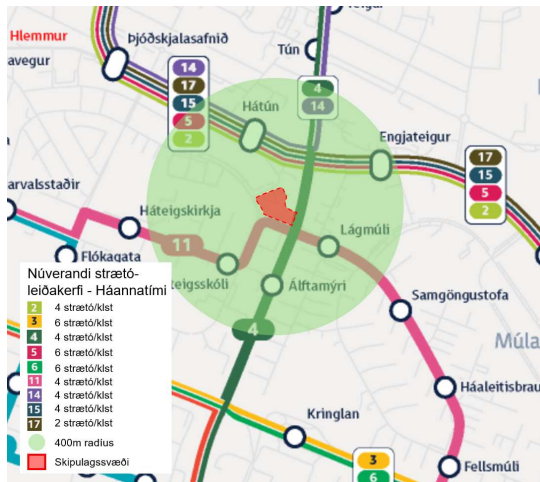 Teigur
Hlemmur
Þjóðskjalasafnið
Tún
avegur
14
17
15
5
2
4
14
Hátún
Engjateigur
17
15
5
2
arvalsstaðir
Háteigskirkja
11
Lágmúli
Flókagata
teigsskóli
Álftamýri
Samgöngustofa
4
Múla
Háaleitisbrau
Kringlan
3
6
Fellsmúli
Núverandi strætó-
leiðakerfi - Háannatími
2 4 strætó/klst
3 6 strætó/klst
4 4 strætó/klst
5 6 strætó/klst
6 6 strætó/klst
11 4 strætó/klst
14 4 strætó/klst
15 4 strætó/klst
17 2 strætó/klst
400m radíus
Skipulagssvæði